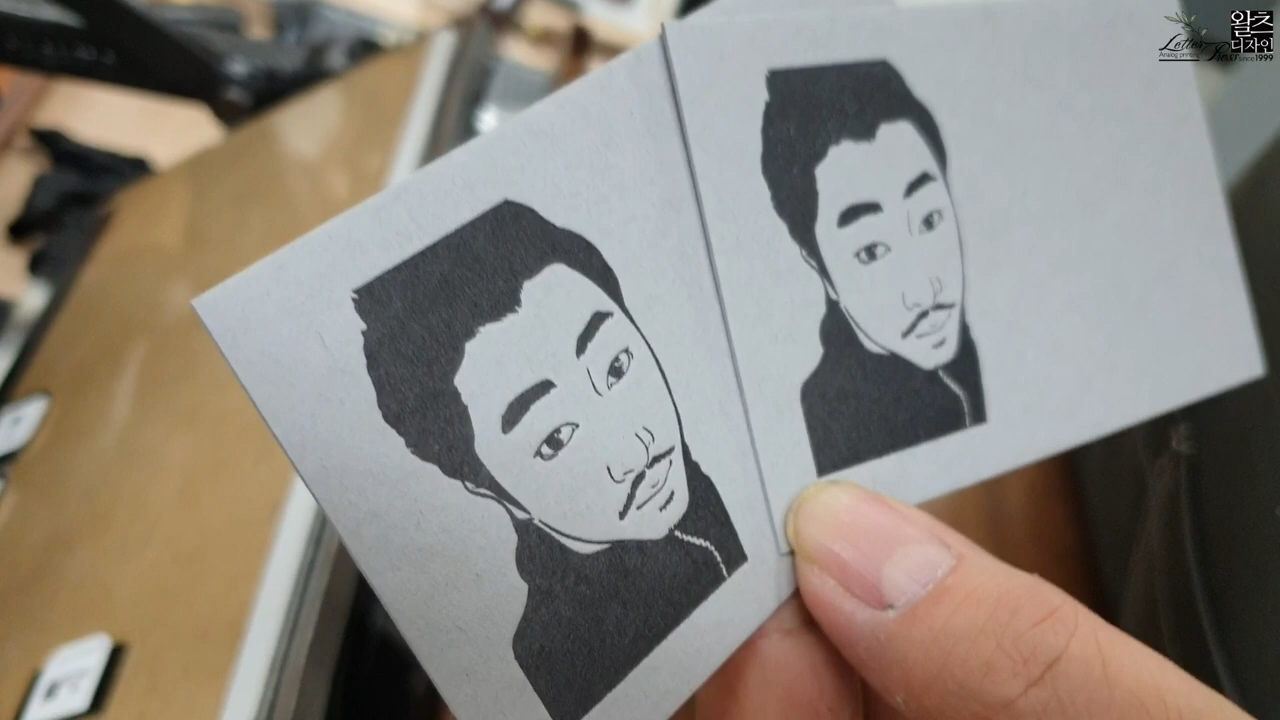 Letter Press
Analog printing since 1999
왈츠
디자인